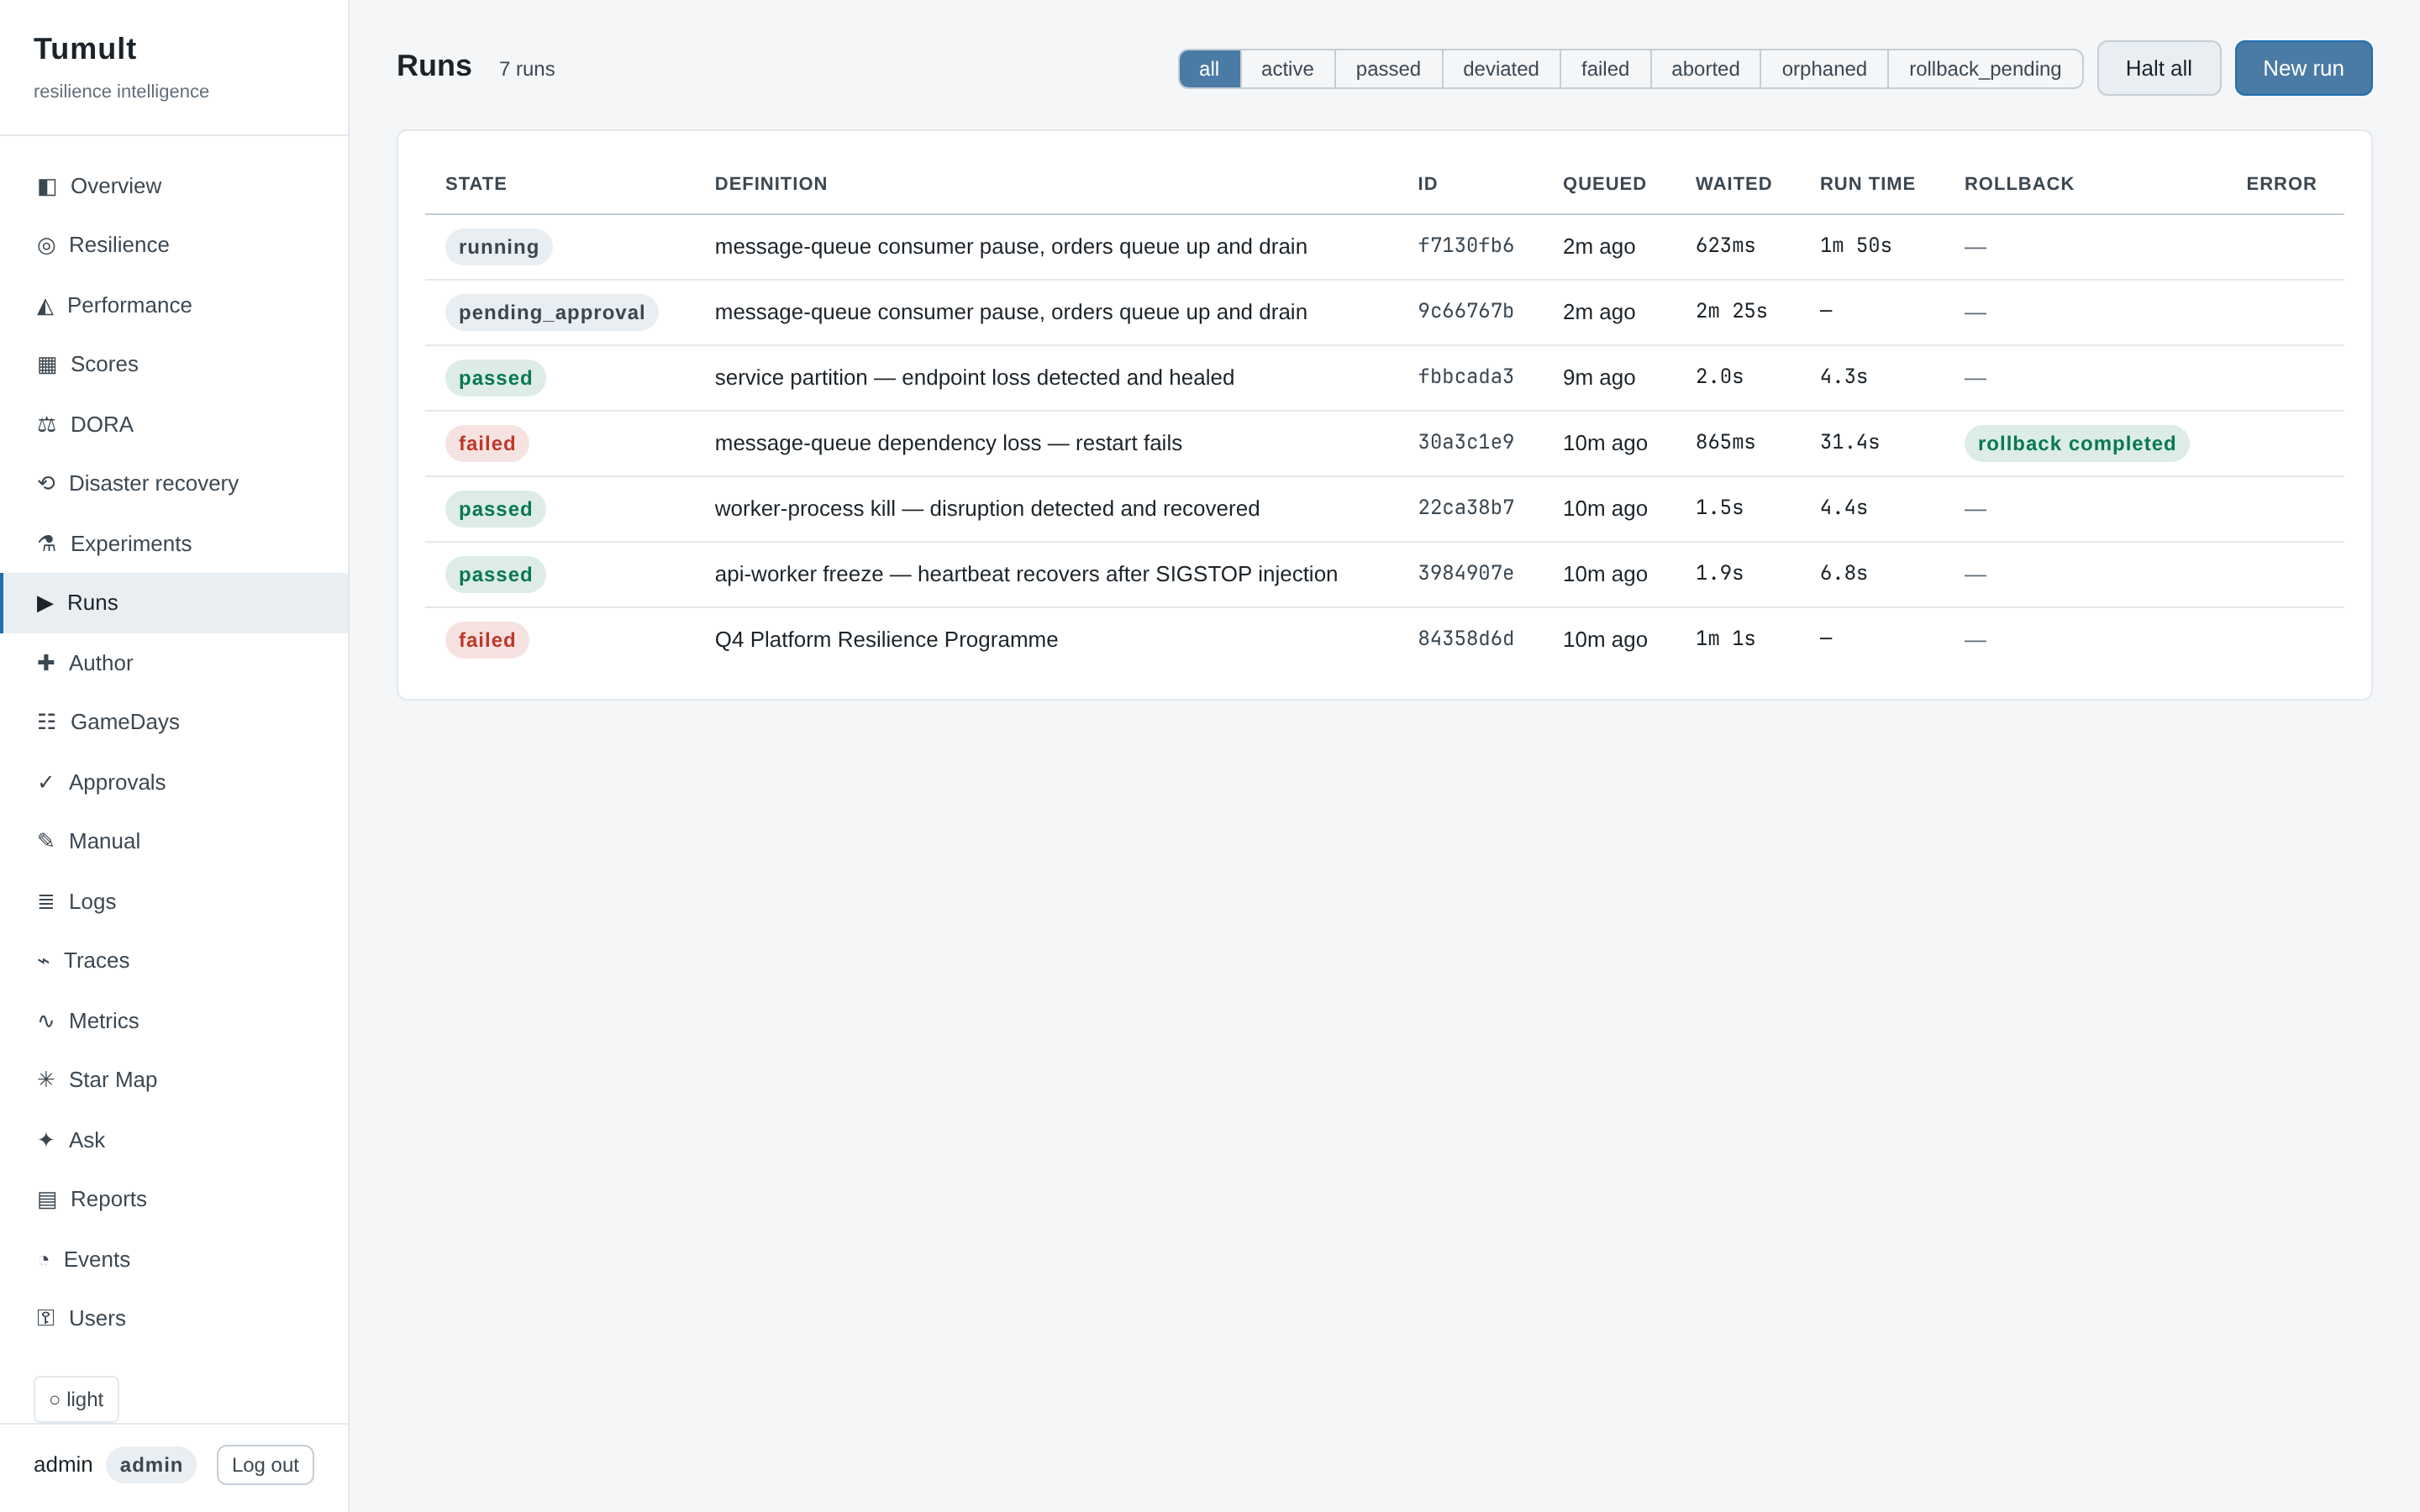 Tumult
resilience intelligence
Overview
Resilience
Performance
Scores
DORA
Disaster recovery
Experiments
Runs
Author
GameDays
Approvals
Manual
Logs
Traces
Metrics
Star Map
Ask
Reports
Events
Users
○ light
admin admin Log out
Runs 7 runs all active passed deviated failed aborted orphaned rollback_pending Halt all New run
STATE DEFINITION ID QUEUED WAITED RUN TIME ROLLBACK ERROR
running message-queue consumer pause, orders queue up and drain f7130fb6 2m ago 623ms 1m 50s —
pending_approval message-queue consumer pause, orders queue up and drain 9c66767b 2m ago 2m 25s – —
passed service partition — endpoint loss detected and healed fbbcada3 9m ago 2.0s 4.3s —
failed message-queue dependency loss — restart fails 30a3c1e9 10m ago 865ms 31.4s rollback completed
passed worker-process kill — disruption detected and recovered 22ca38b7 10m ago 1.5s 4.4s —
passed api-worker freeze — heartbeat recovers after SIGSTOP injection 3984907e 10m ago 1.9s 6.8s —
failed Q4 Platform Resilience Programme 84358d6d 10m ago 1m 1s – —